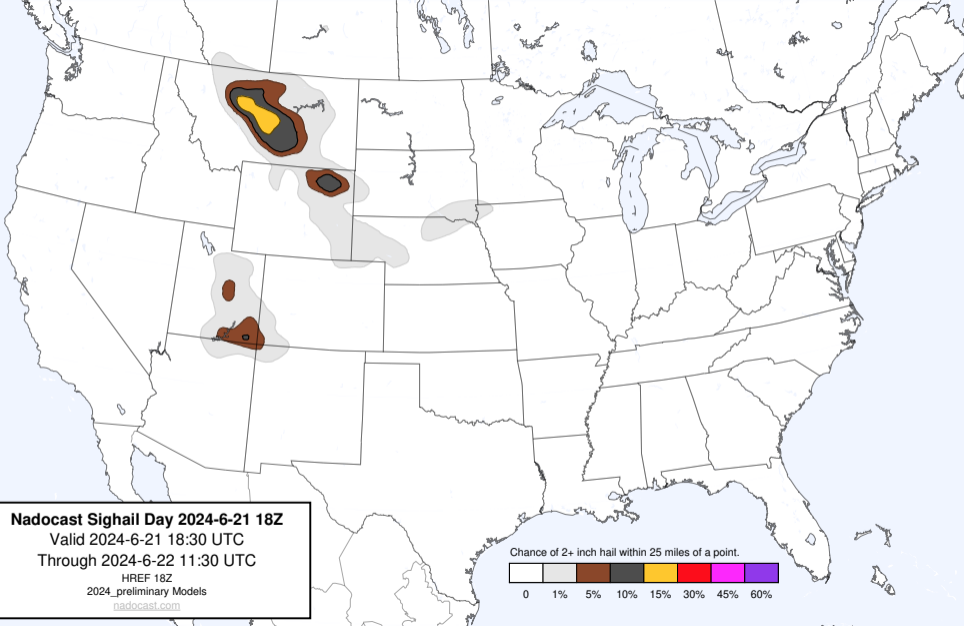 Nadocast Sighail Day 2024-6-21 18Z
Valid 2024-6-21 18:30 UTC
Through 2024-6-22 11:30 UTC
HREF 18Z
2024_preliminary Models
nadocast.com
Chance of 2+ inch hail within 25 miles of a point.
0 1% 5% 10% 15% 30% 45% 60%